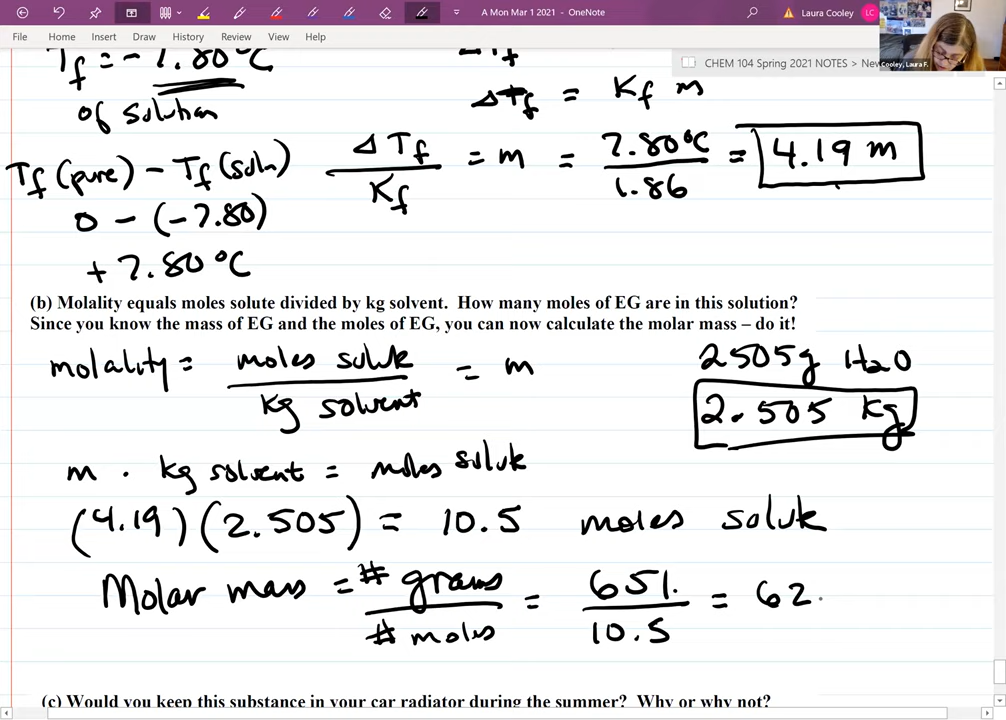 A Mon Mar 1 2021 - OneNote
Laura Cooley LC
File Home Insert Draw History Review View Help
Cooley, Laura F.
CHEM 104 Spring 2021 NOTES > New
Tf = -7.80°C
of solution
ΔTf
ΔTf = Kf m
Tf (pure) - Tf (soln)
ΔTf / Kf = m = 7.80°C / 1.86 = 4.19 m
0 - (-7.80)
+ 7.80 °C
(b) Molality equals moles solute divided by kg solvent. How many moles of EG are in this solution?
Since you know the mass of EG and the moles of EG, you can now calculate the molar mass – do it!
molality = moles solute / kg solvent = m
2505g H2O
2.505 kg
m · kg solvent = moles solute
(4.19)(2.505) = 10.5 moles solute
Molar mass = # grams / # moles = 651. / 10.5 = 62.
(c) Would you keep this substance in your car radiator during the summer? Why or why not?